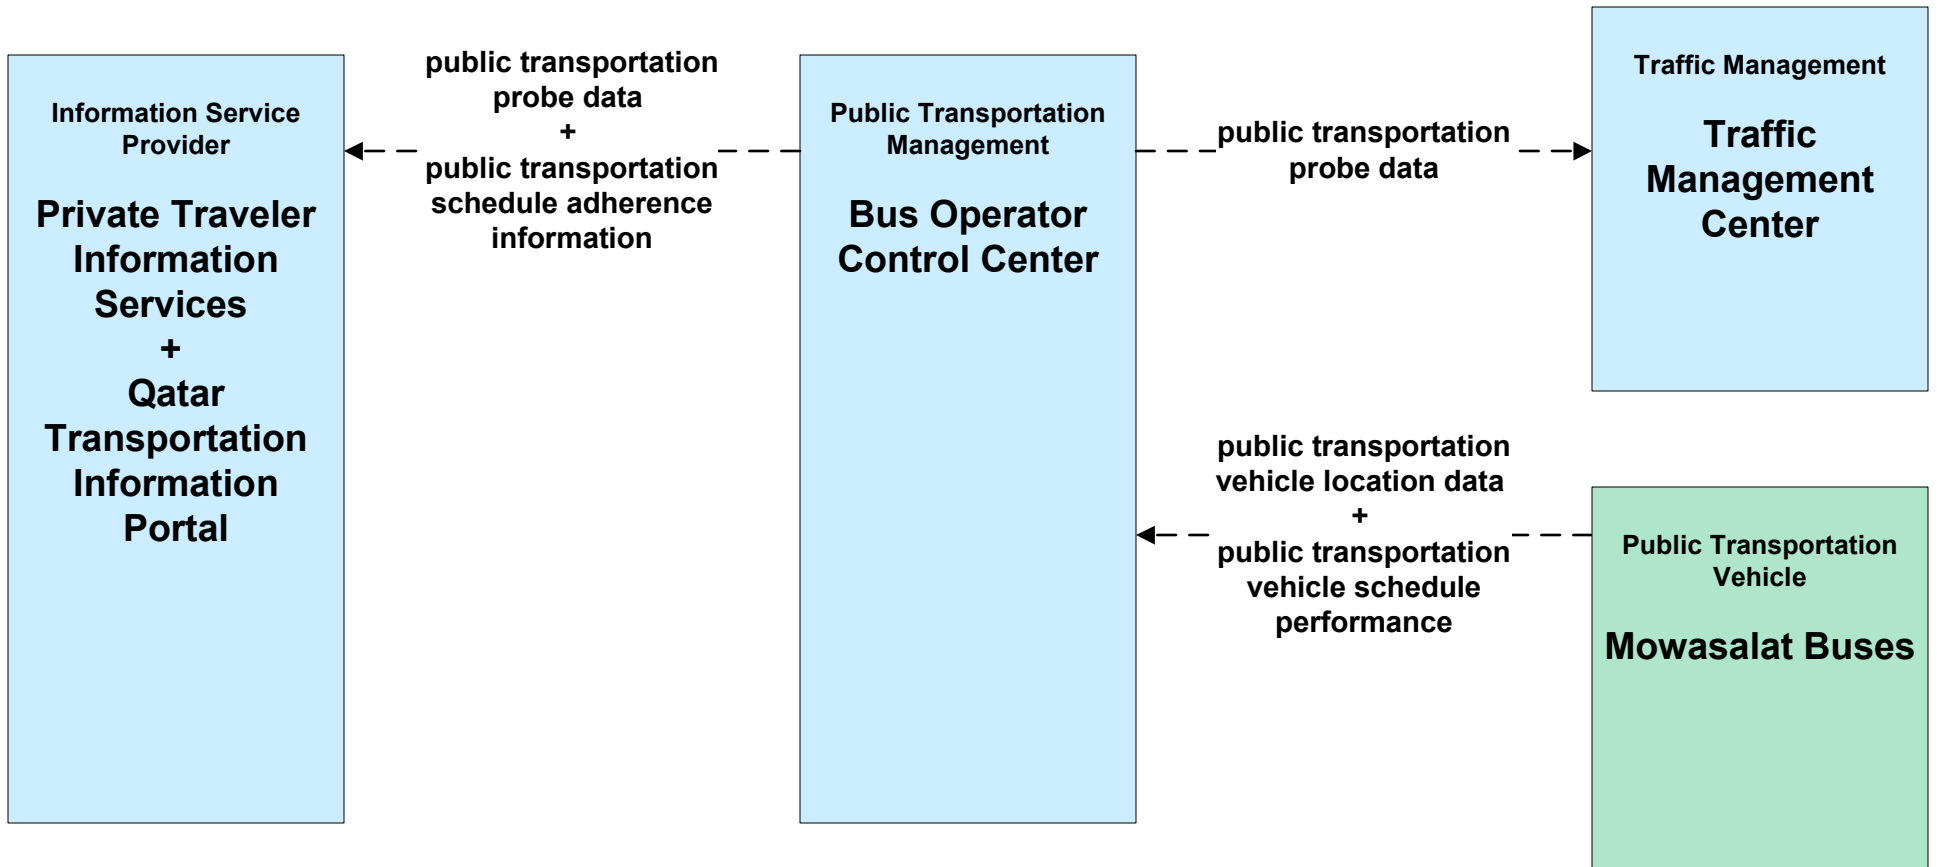 Information Service
Provider
Private Traveler
Information
Services
+
Qatar
Transportation
Information
Portal
public transportation
probe data
+
public transportation
schedule adherence
information
Public Transportation
Management
Bus Operator
Control Center
public transportation
probe data
Traffic Management
Traffic
Management
Center
public transportation
vehicle location data
+
public transportation
vehicle schedule
performance
Public Transportation
Vehicle
Mowasalat Buses